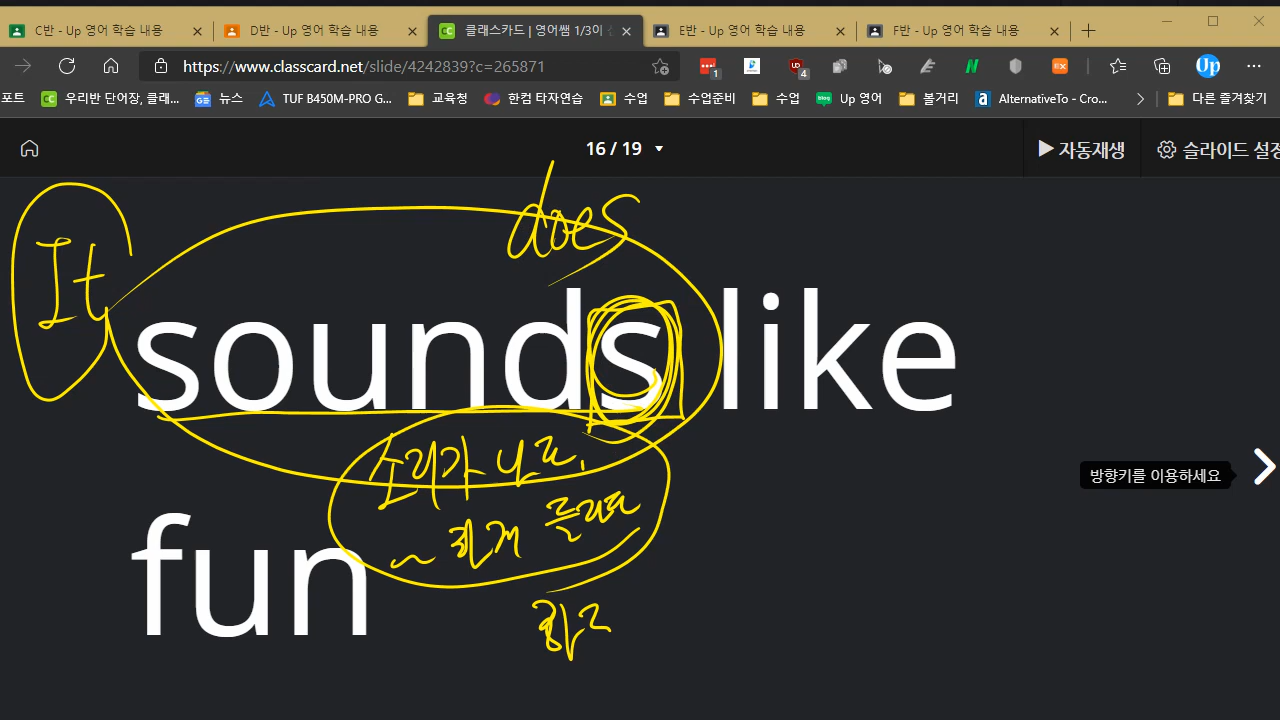 C반 - Up 영어 학습 내용
D반 - Up 영어 학습 내용
클래스카드 | 영어쌤 1/3이
E반 - Up 영어 학습 내용
F반 - Up 영어 학습 내용
https://www.classcard.net/slide/4242839?c=265871
1
4
Up
포트
우리반 단어장, 클래...
뉴스
TUF B450M-PRO G...
교육청
한컴 타자연습
수업
수업준비
수업
Up 영어
볼거리
AlternativeTo - Cro...
다른 즐겨찾기
16 / 19
자동재생
슬라이드 설정
does
It
sounds like
소리가 나다,
~ 하게 들리다
방향키를 이용하세요
fun